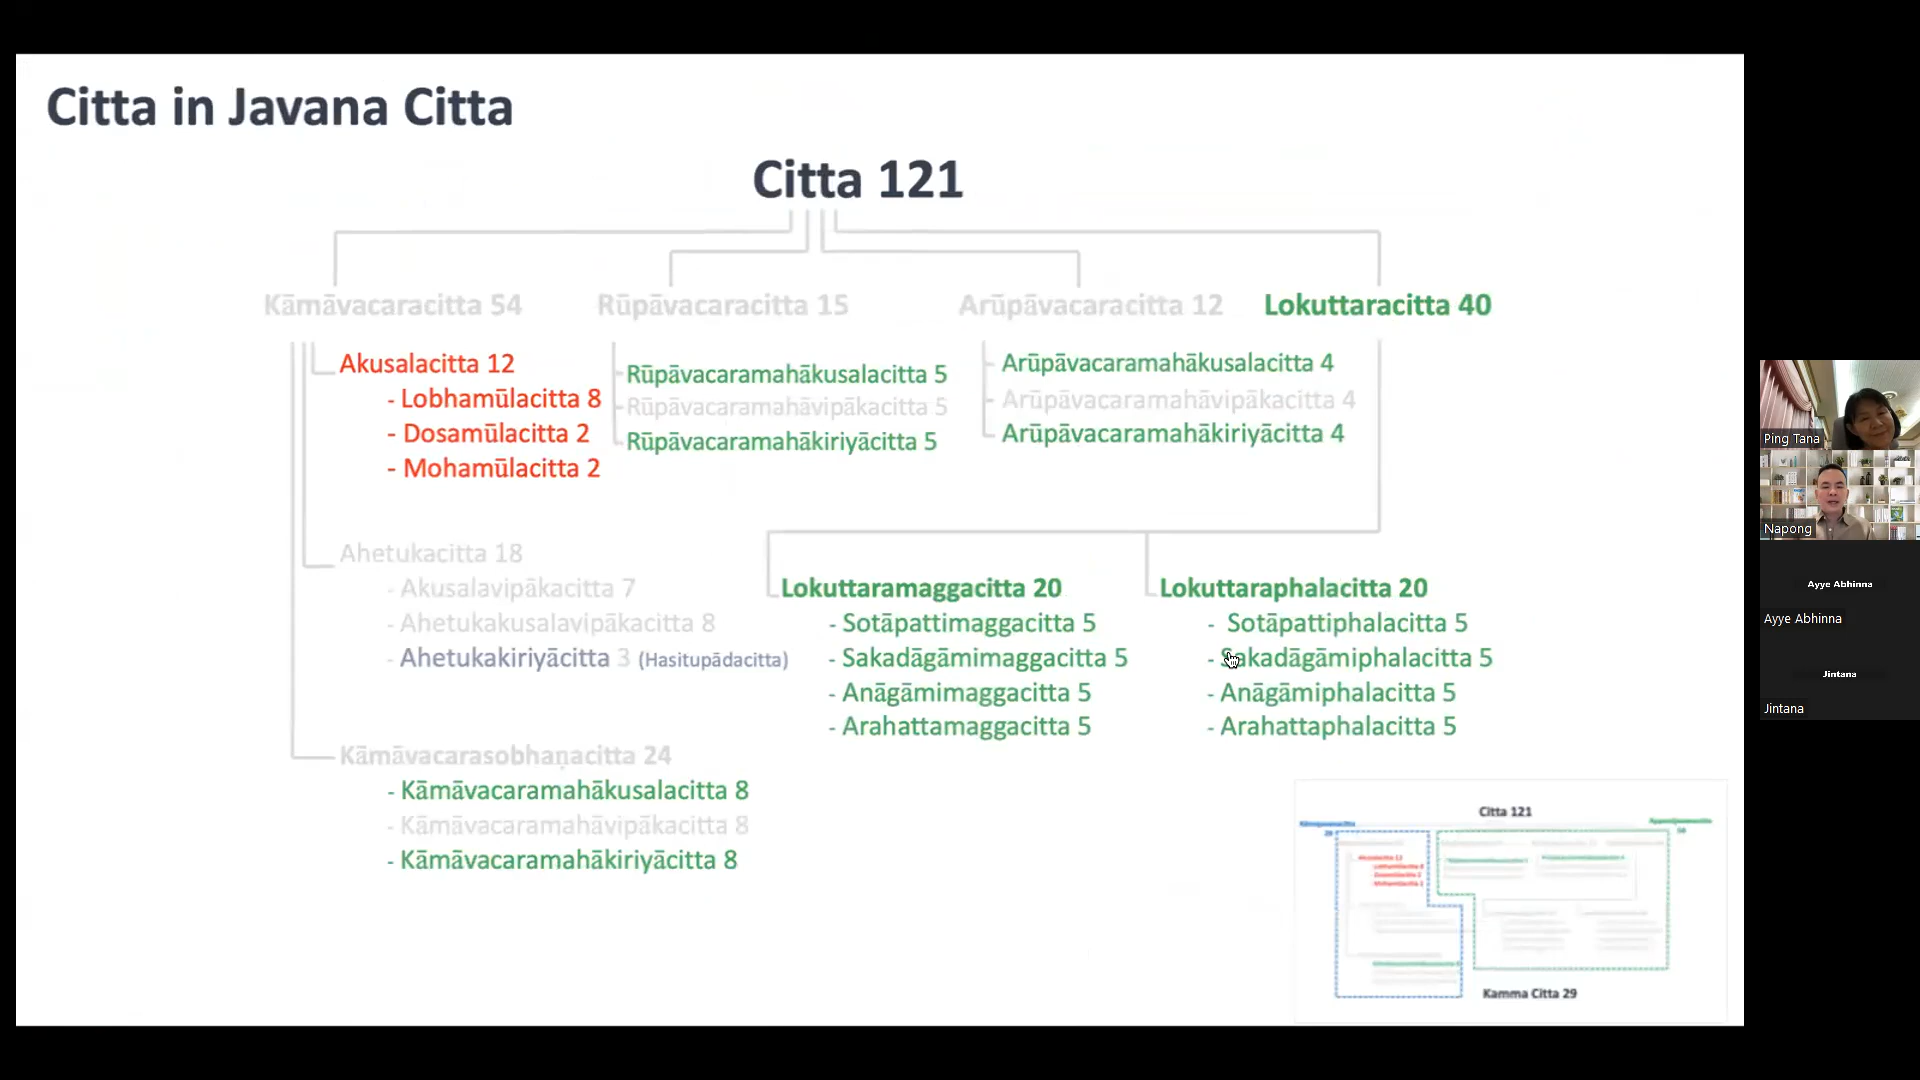 Citta in Javana Citta
Citta 121
Kāmāvacaracitta 54
Akusalacitta 12
- Lobhamūlacitta 8
- Dosamūlacitta 2
- Mohamūlacitta 2
Ahetukacitta 18
- Akusalavipākacitta 7
- Ahetukakusalavipākacitta 8
- Ahetukakiriyācitta 3 (Hasitupādacitta)
Kāmāvacarasobhaṇacitta 24
- Kāmāvacaramahākusalacitta 8
- Kāmāvacaramahāvipākacitta 8
- Kāmāvacaramahākiriyācitta 8
Rūpāvacaracitta 15
Rūpāvacaramahākusalacitta 5
Rūpāvacaramahāvipākacitta 5
Rūpāvacaramahākiriyācitta 5
Arūpāvacaracitta 12
Arūpāvacaramahākusalacitta 4
Arūpāvacaramahāvipākacitta 4
Arūpāvacaramahākiriyācitta 4
Lokuttaracitta 40
Lokuttaramaggacitta 20
- Sotāpattimaggacitta 5
- Sakadāgāmimaggacitta 5
- Anāgāmimaggacitta 5
- Arahattamaggacitta 5
Lokuttaraphalacitta 20
- Sotāpattiphalacitta 5
- Sakadāgāmiphalacitta 5
- Anāgāmiphalacitta 5
- Arahattaphalacitta 5
Citta 121
Kamma Citta 29
Ping Tana
Napong
Ayye Abhinna
Ayye Abhinna
Jintana
Jintana